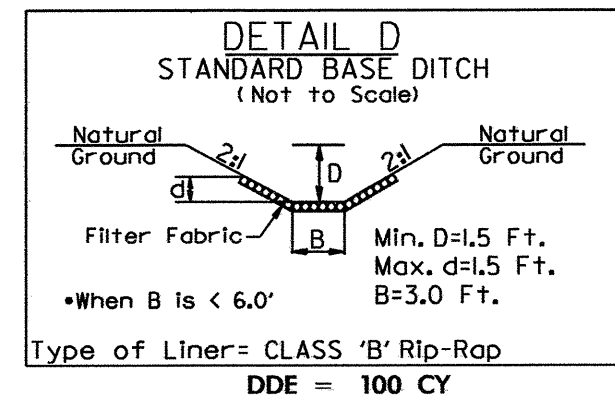 DETAIL D
STANDARD BASE DITCH
(Not to Scale)
Natural
Ground
2:1
D
2:1
Natural
Ground
d
Filter Fabric
B
Min. D=1.5 Ft.
Max. d=1.5 Ft.
B=3.0 Ft.
•When B is < 6.0'
Type of Liner= CLASS 'B' Rip-Rap
DDE = 100 CY